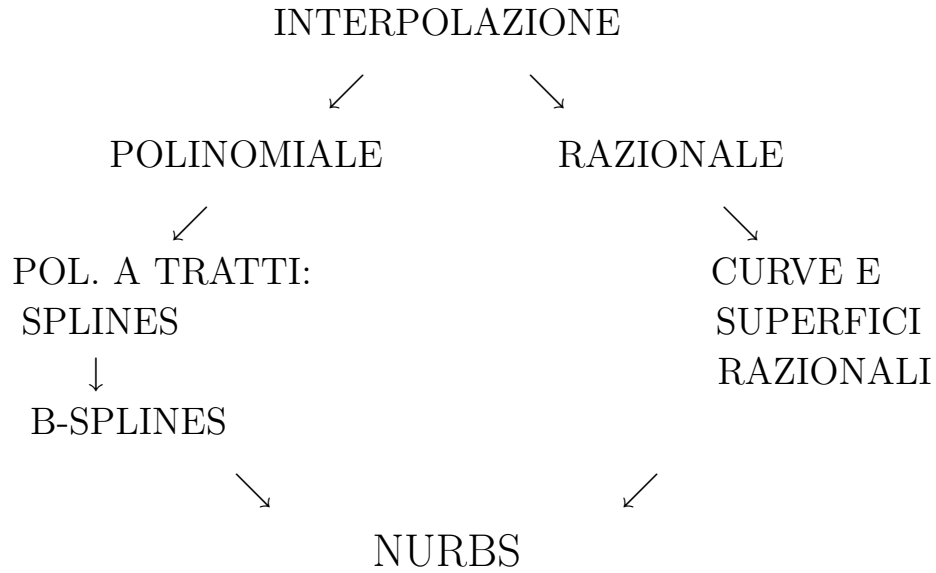 INTERPOLAZIONE
POLINOMIALE
RAZIONALE
POL. A TRATTI:
SPLINES
B-SPLINES
CURVE E
SUPERFICI
RAZIONALI
NURBS